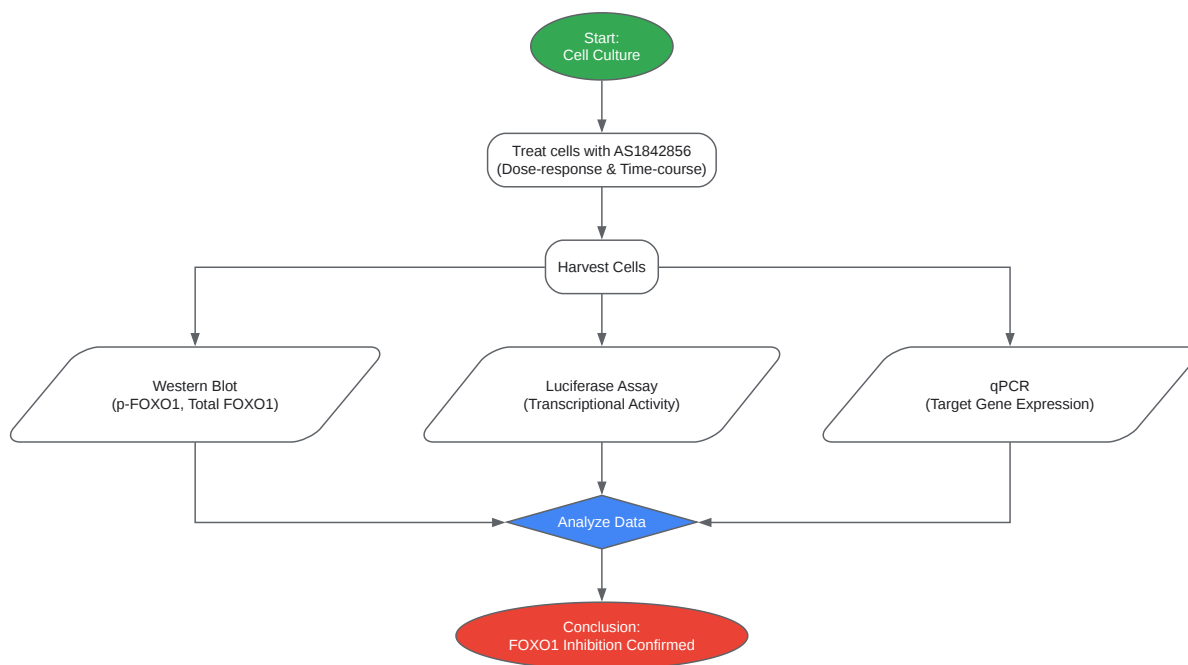 Start:
Cell Culture
Treat cells with AS1842856
(Dose-response & Time-course)
Harvest Cells
Western Blot
(p-FOXO1, Total FOXO1)
Luciferase Assay
(Transcriptional Activity)
qPCR
(Target Gene Expression)
Analyze Data
Conclusion:
FOXO1 Inhibition Confirmed